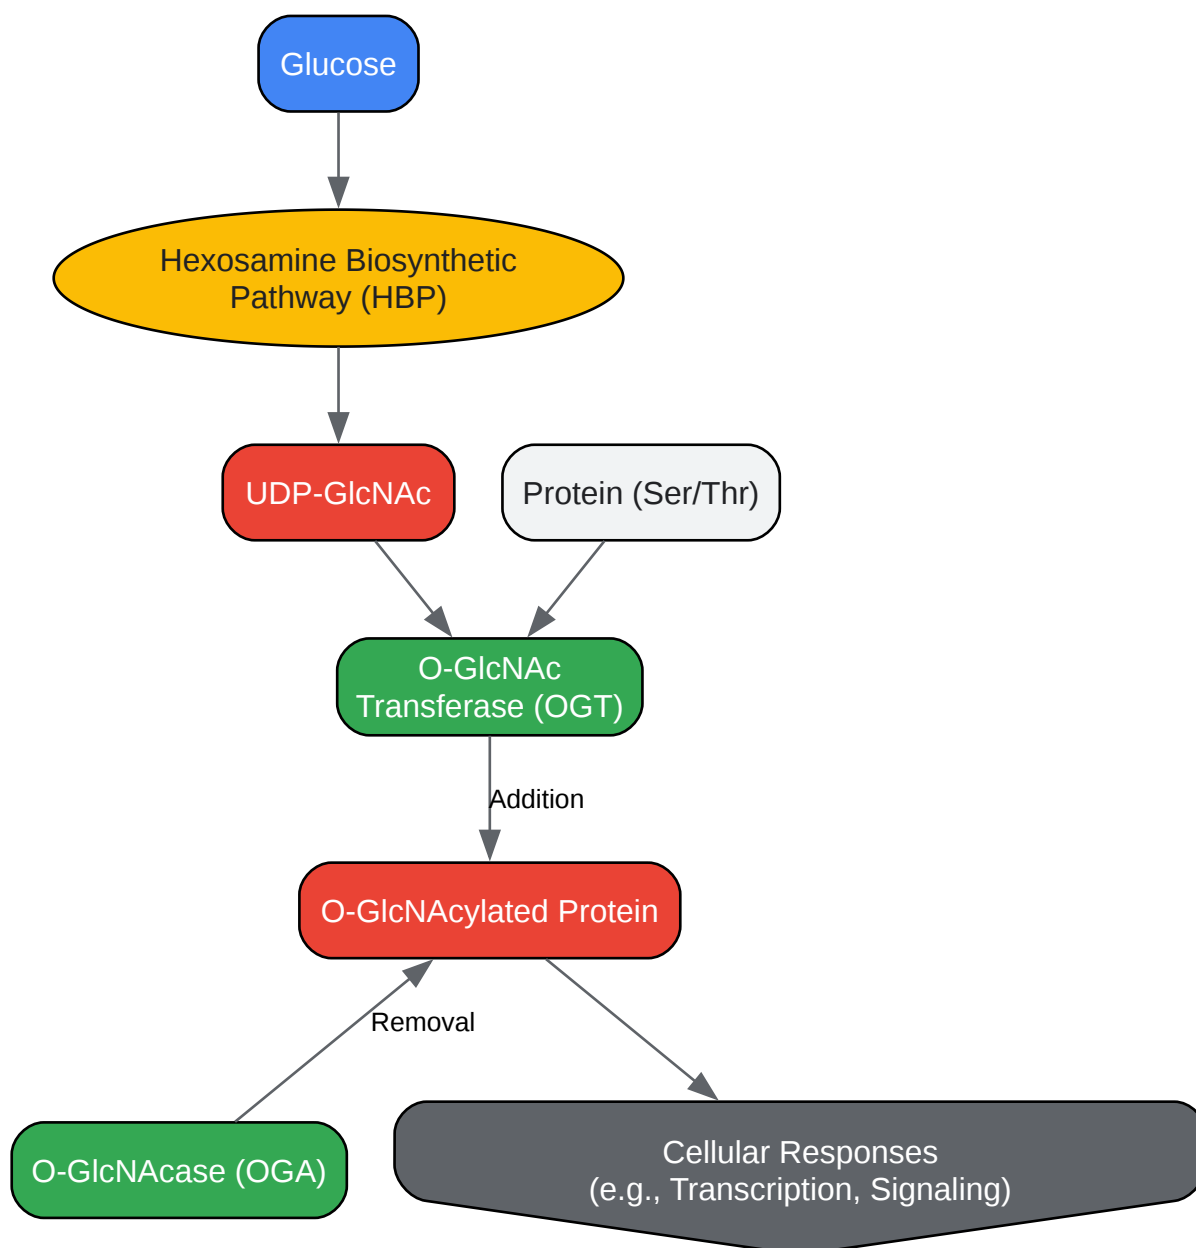 Glucose
Hexosamine Biosynthetic
Pathway (HBP)
UDP-GlcNAc
Protein (Ser/Thr)
O-GlcNAc
Transferase (OGT)
Addition
O-GlcNAcylated Protein
Removal
O-GlcNAcase (OGA)
Cellular Responses
(e.g., Transcription, Signaling)